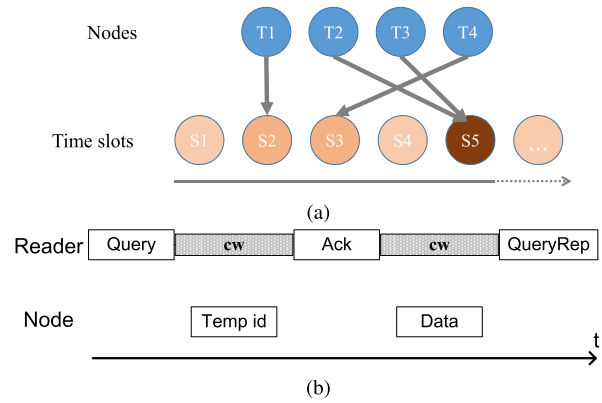 Nodes T1 T2 T3 T4
Time slots S1 S2 S3 S4 S5 ...
(a)
Reader Query cw Ack cw QueryRep
Node Temp id Data
t
(b)